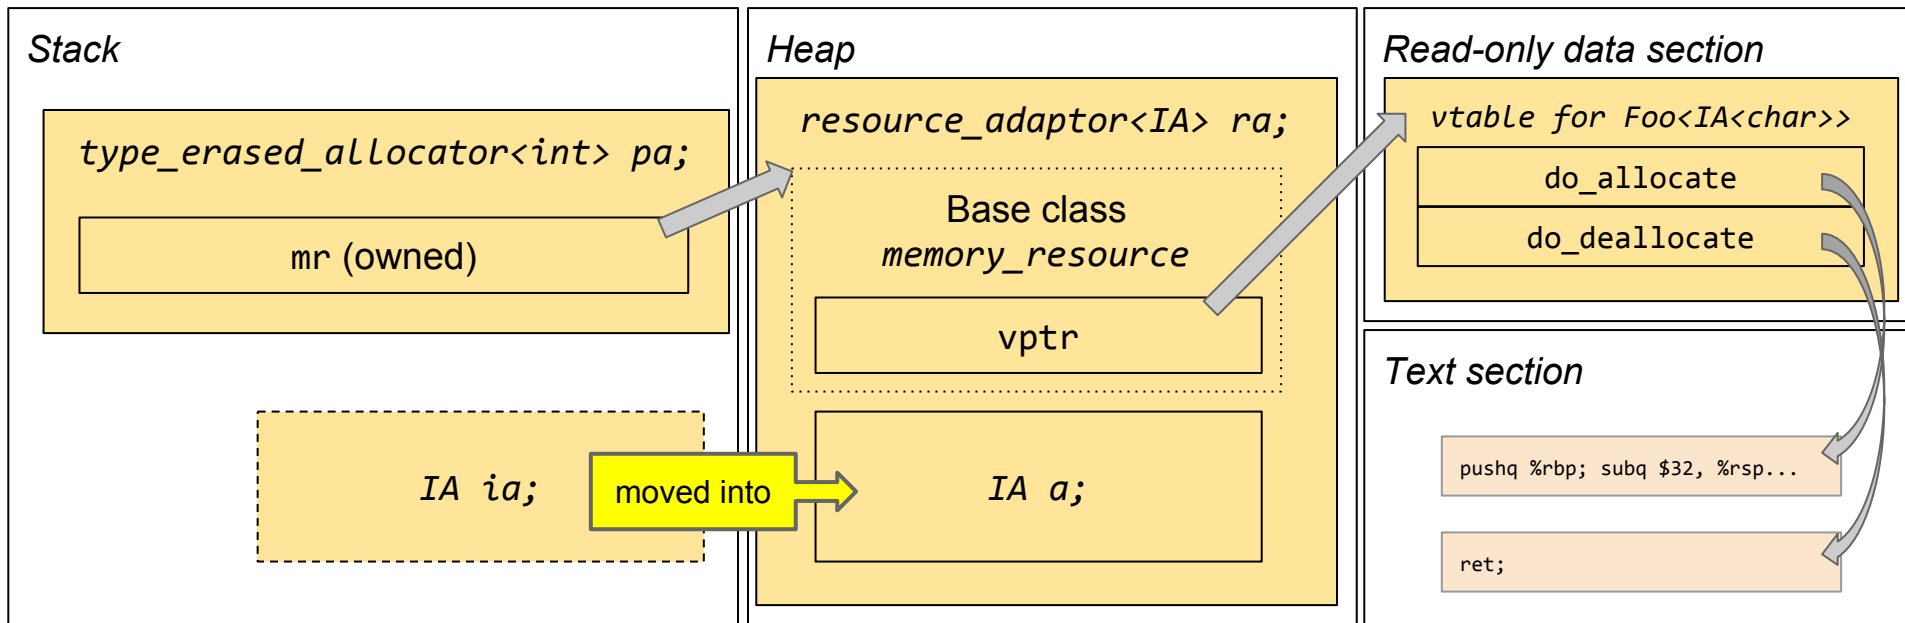 Stack
type_erased_allocator<int> pa;
mr (owned)
IA ia;
moved into
Heap
resource_adaptor<IA> ra;
Base class
memory_resource
vptr
IA a;
Read-only data section
vtable for Foo<IA<char>>
do_allocate
do_deallocate
Text section
pushq %rbp; subq $32, %rsp...
ret;